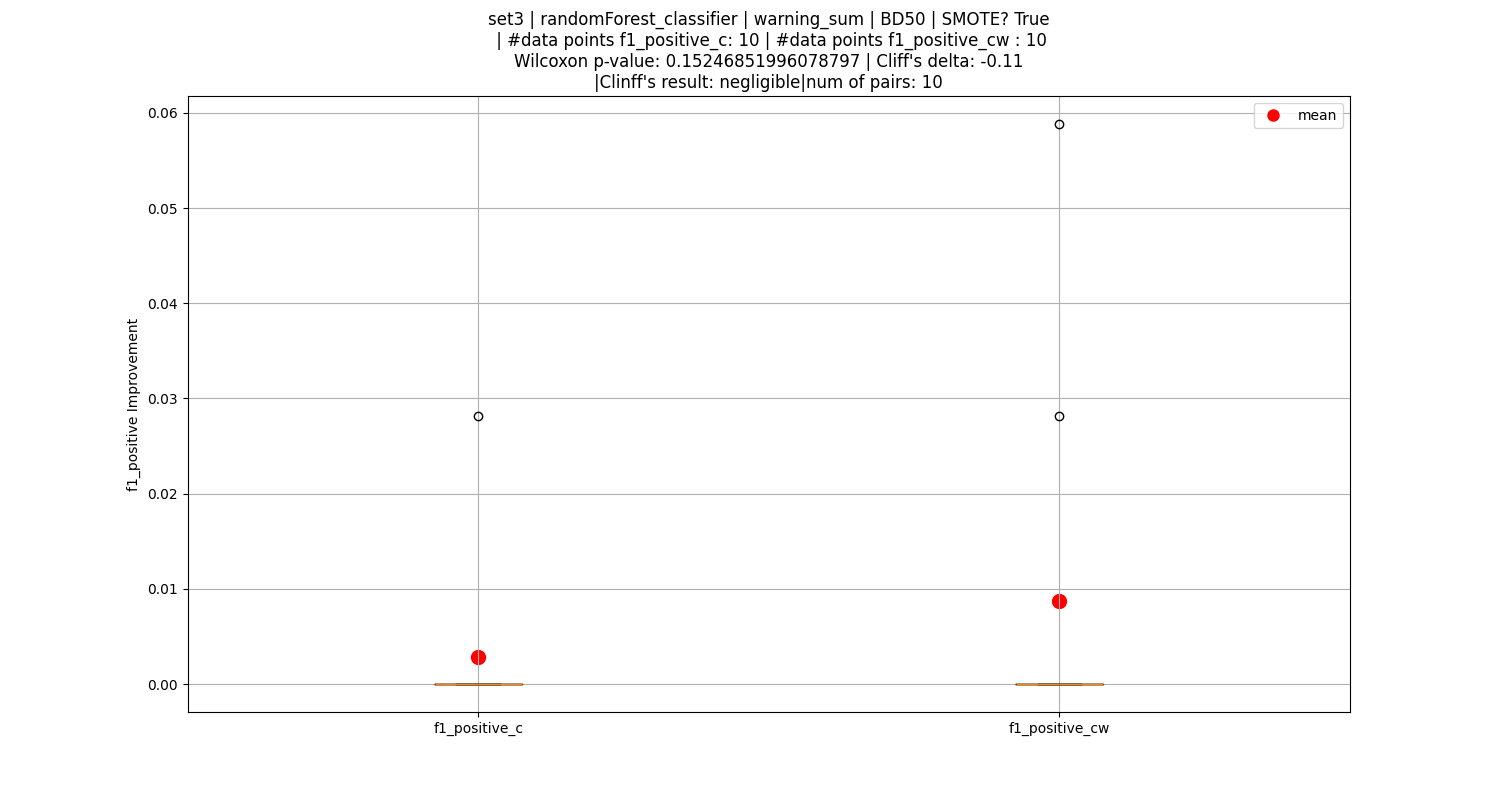 set3 | randomForest_classifier | warning_sum | BD50 | SMOTE? True
| #data points f1_positive_c: 10 | #data points f1_positive_cw : 10
Wilcoxon p-value: 0.15246851996078797 | Cliff's delta: -0.11
|Clinff's result: negligible|num of pairs: 10
mean
0.06
0.05
0.04
0.03
0.02
0.01
0.00
f1_positive Improvement
f1_positive_c
f1_positive_cw